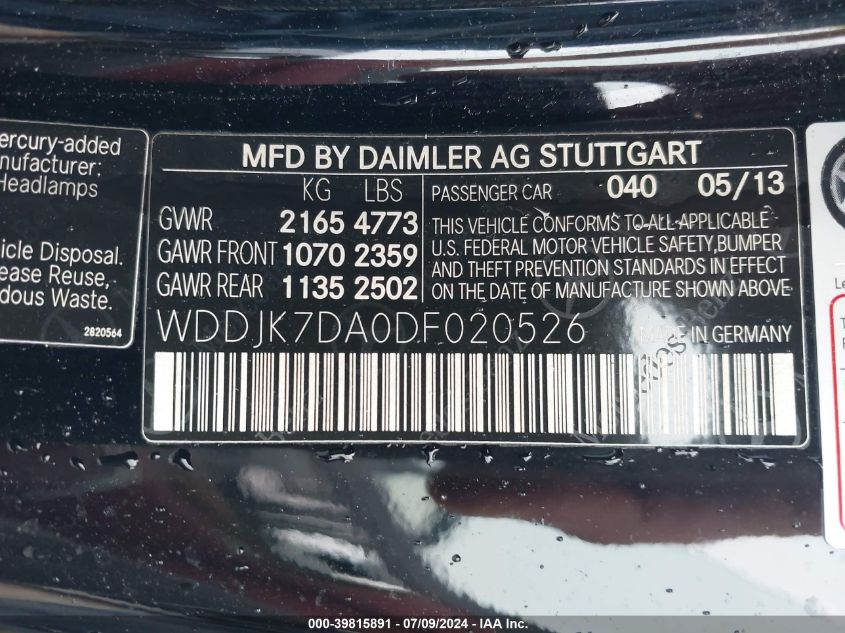 ercury-added
anufacturer:
Headlamps
icle Disposal.
ease Reuse,
dous Waste.
2820564
MFD BY DAIMLER AG STUTTGART
KG LBS
GVWR 2165 4773
GAWR FRONT 1070 2359
GAWR REAR 1135 2502
PASSENGER CAR 040 05/13
THIS VEHICLE CONFORMS TO ALL APPLICABLE
U.S. FEDERAL MOTOR VEHICLE SAFETY,BUMPER
AND THEFT PREVENTION STANDARDS IN EFFECT
ON THE DATE OF MANUFACTURE SHOWN ABOVE
WDDJK7DA0DF020526
MADE IN GERMANY
Le
T
F
000-39815891 / 07/09/2024 - IAA Inc.